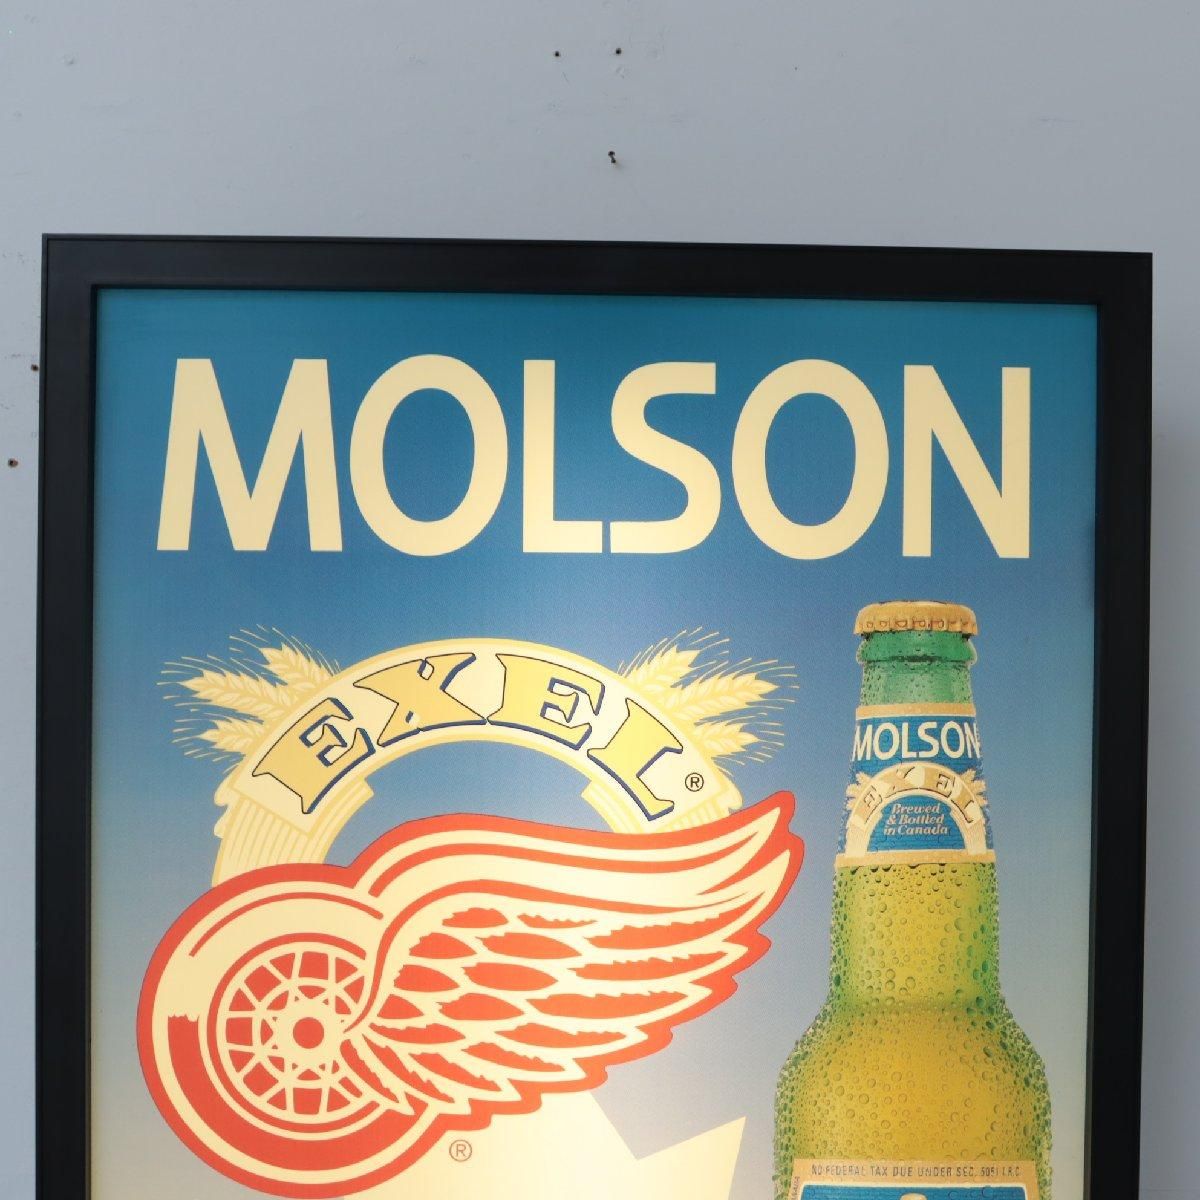 MOLSON
EXEL®
MOLSON
EXEL
Brewed
& Bottled
in Canada
®
NO FEDERAL TAX DUE UNDER SEC. 5051 I.R.C.